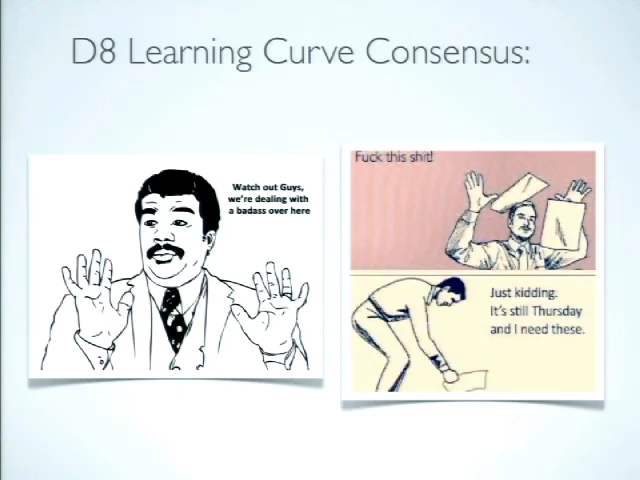 D8 Learning Curve Consensus:
Watch out Guys,
we're dealing with
a badass over here
Fuck this shit!
Just kidding.
It's still Thursday
and I need these.